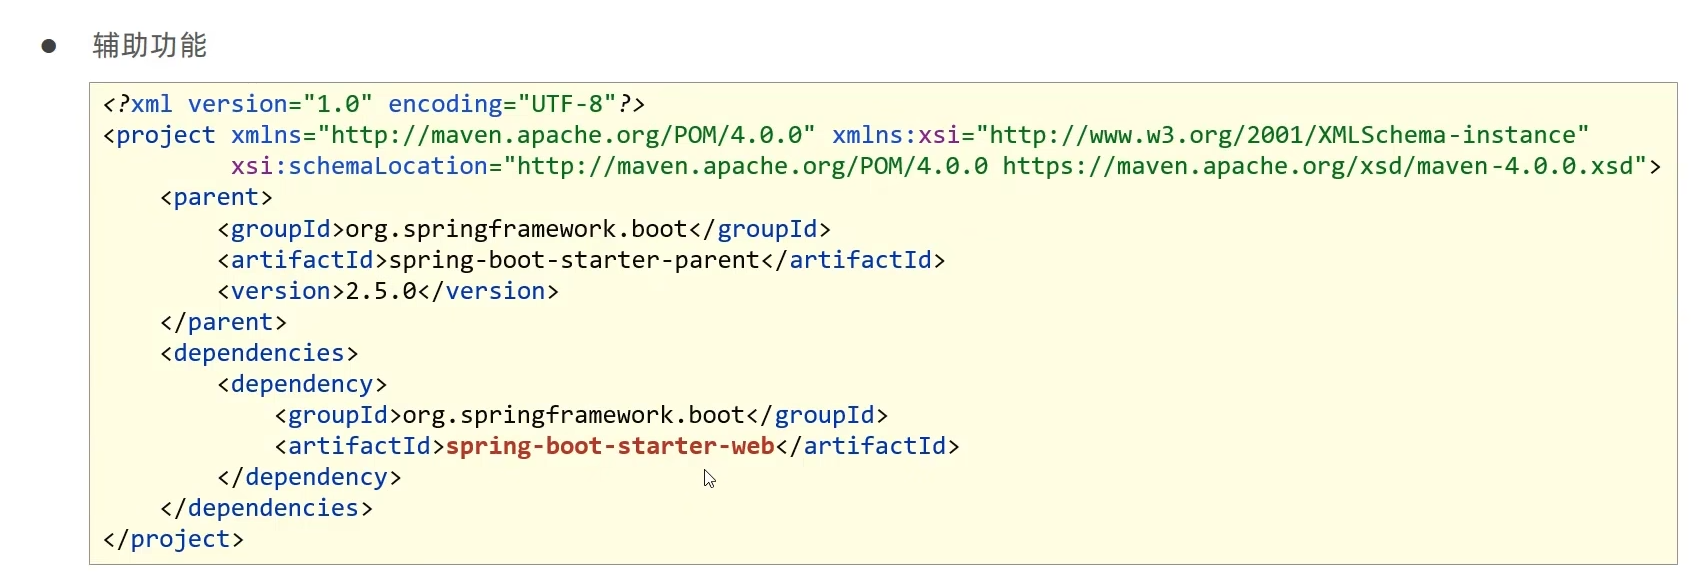 ● 辅助功能
<?xml version="1.0" encoding="UTF-8"?>
<project xmlns="http://maven.apache.org/POM/4.0.0" xmlns:xsi="http://www.w3.org/2001/XMLSchema-instance"
         xsi:schemaLocation="http://maven.apache.org/POM/4.0.0 https://maven.apache.org/xsd/maven-4.0.0.xsd">
    <parent>
        <groupId>org.springframework.boot</groupId>
        <artifactId>spring-boot-starter-parent</artifactId>
        <version>2.5.0</version>
    </parent>
    <dependencies>
        <dependency>
            <groupId>org.springframework.boot</groupId>
            <artifactId>spring-boot-starter-web</artifactId>
        </dependency>
    </dependencies>
</project>